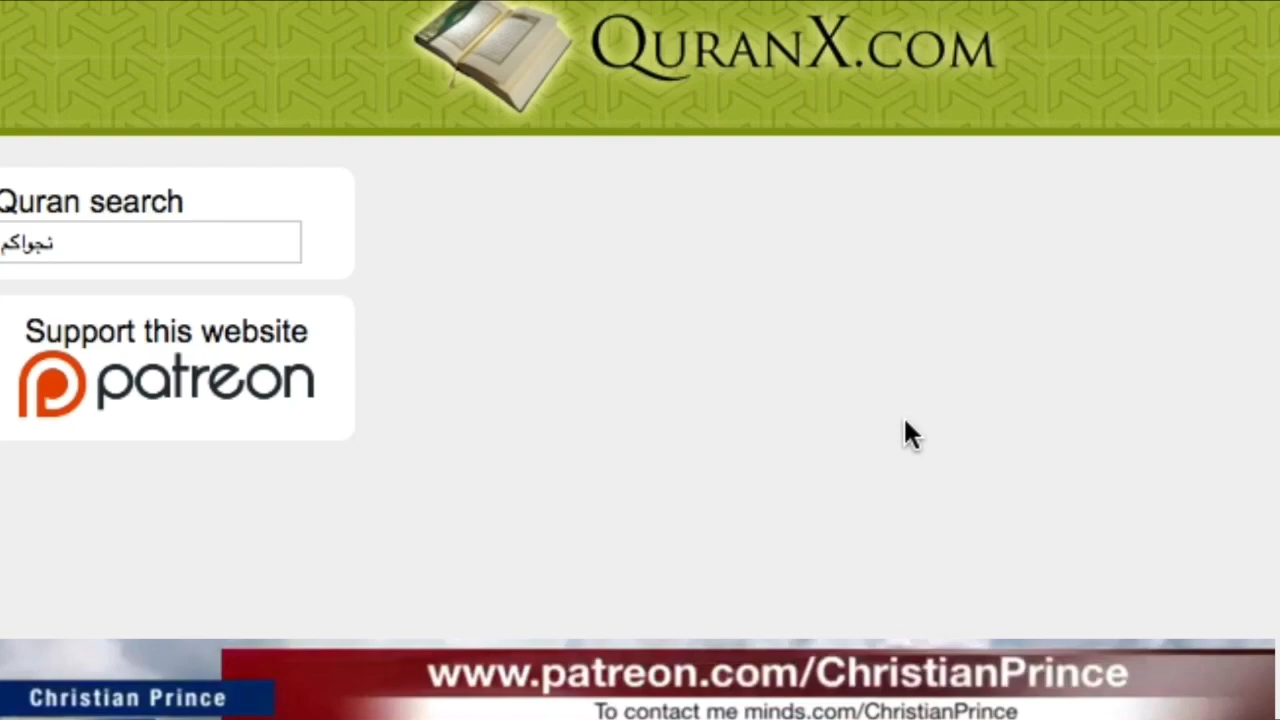 QURANX.COM
Quran search
نجواكم
Support this website
patreon
www.patreon.com/ChristianPrince
Christian Prince
To contact me minds.com/ChristianPrince